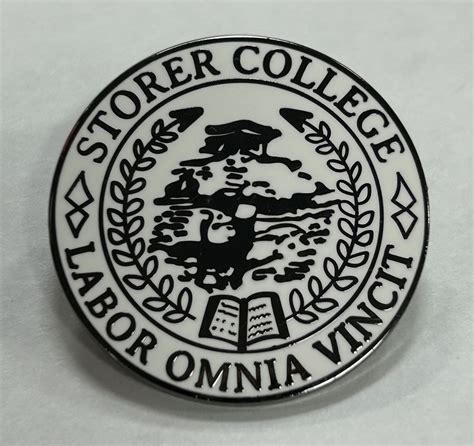 STORER COLLEGE
LABOR OMNIA VINCIT